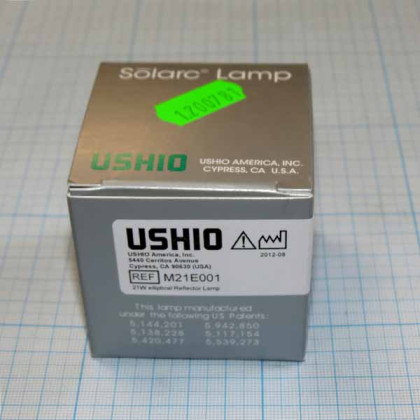 Sōlarc® Lamp
1200781
USHIO
USHIO AMERICA, INC.
CYPRESS, CA U.S.A.
USHIO
2012-08
USHIO America, Inc.
5440 Cerritos Avenue
Cypress, CA 90630 (USA)
REF M21E001
21W elliptical Reflector Lamp
This lamp manufactured
under the following US Patents:
5,144,201 5,942,850
5,138,228 5,117,154
5,420,477 5,539,273